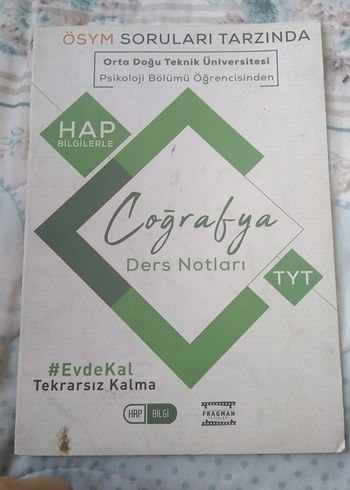 ÖSYM SORULARI TARZINDA
Orta Doğu Teknik Üniversitesi
Psikoloji Bölümü Öğrencisinden
HAP
BİLGİLERLE
Coğrafya
Ders Notları
TYT
#EvdeKal
Tekrarsız Kalma
HAP BİLGİ
FRAGMAN